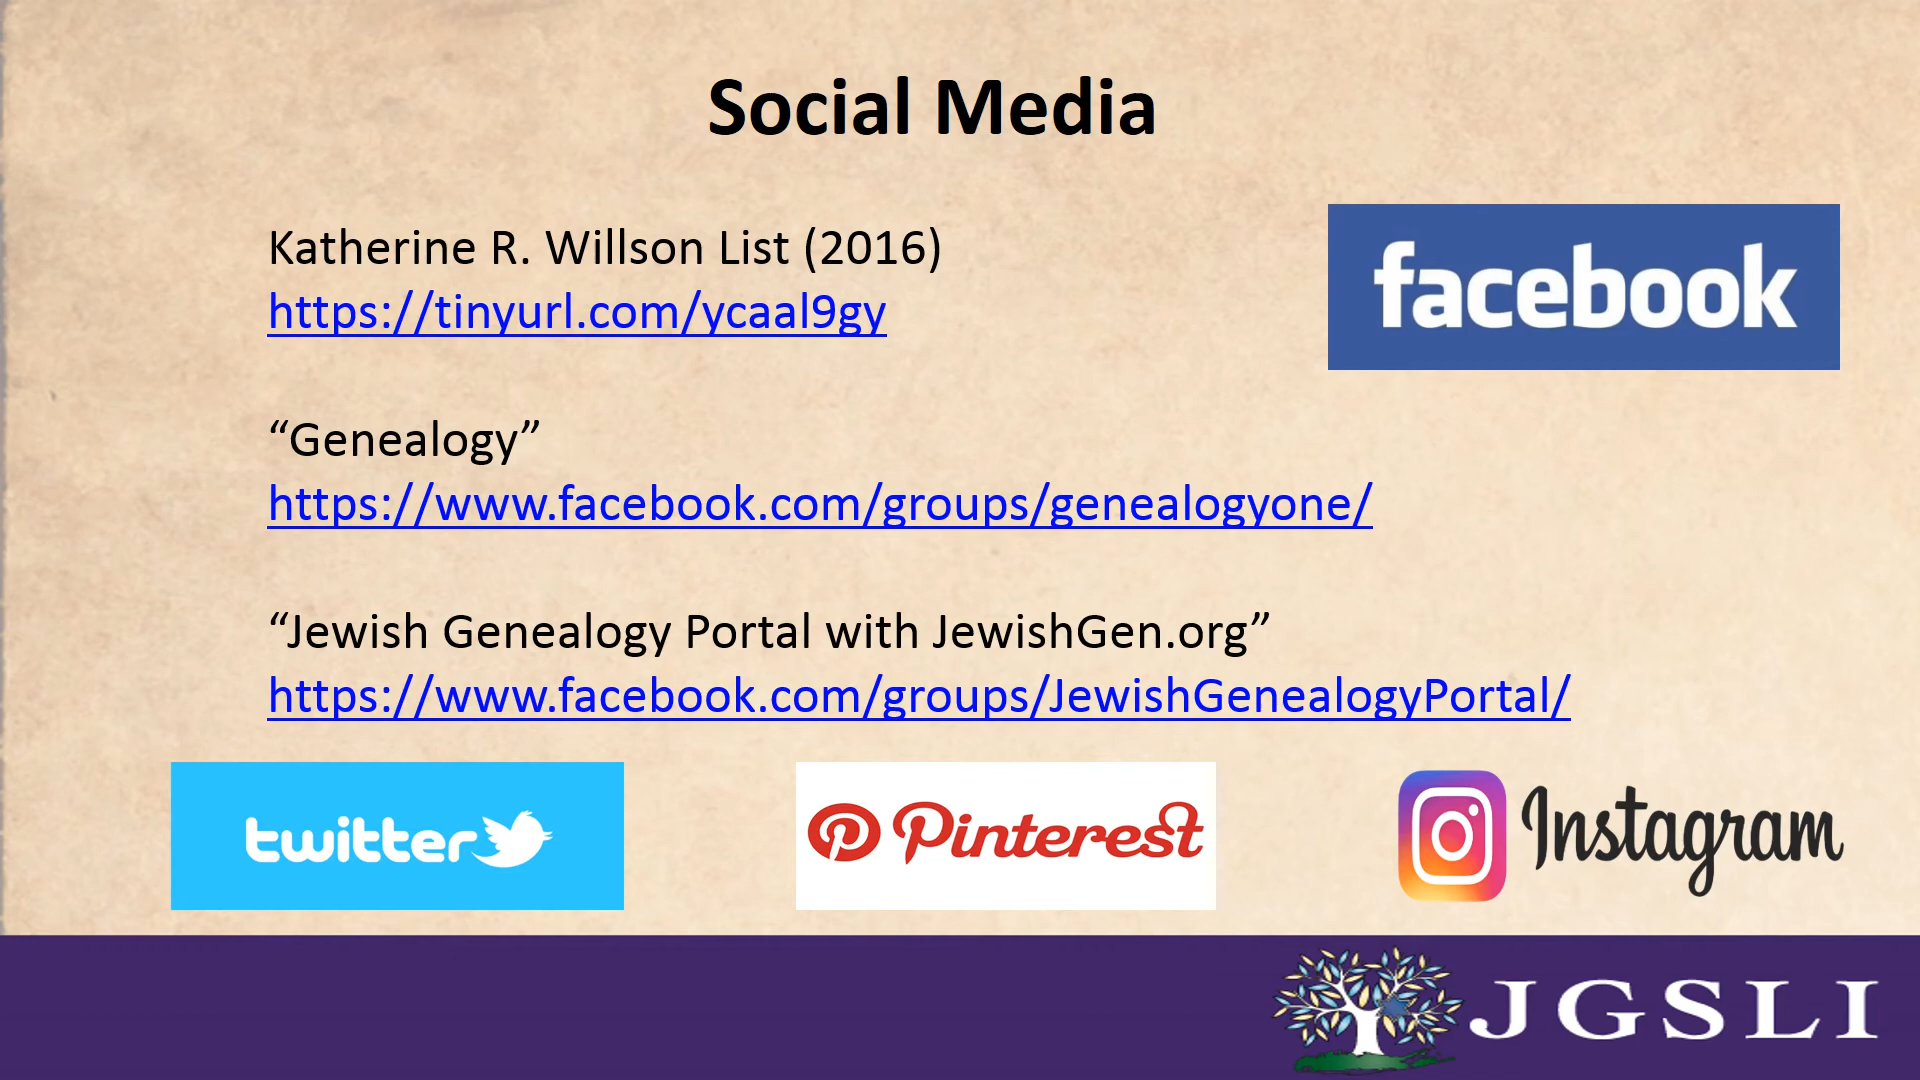 Social Media
Katherine R. Willson List (2016)
https://tinyurl.com/ycaal9gy
facebook
“Genealogy”
https://www.facebook.com/groups/genealogyone/
“Jewish Genealogy Portal with JewishGen.org”
https://www.facebook.com/groups/JewishGenealogyPortal/
twitter
Pinterest
Instagram
JGSLI